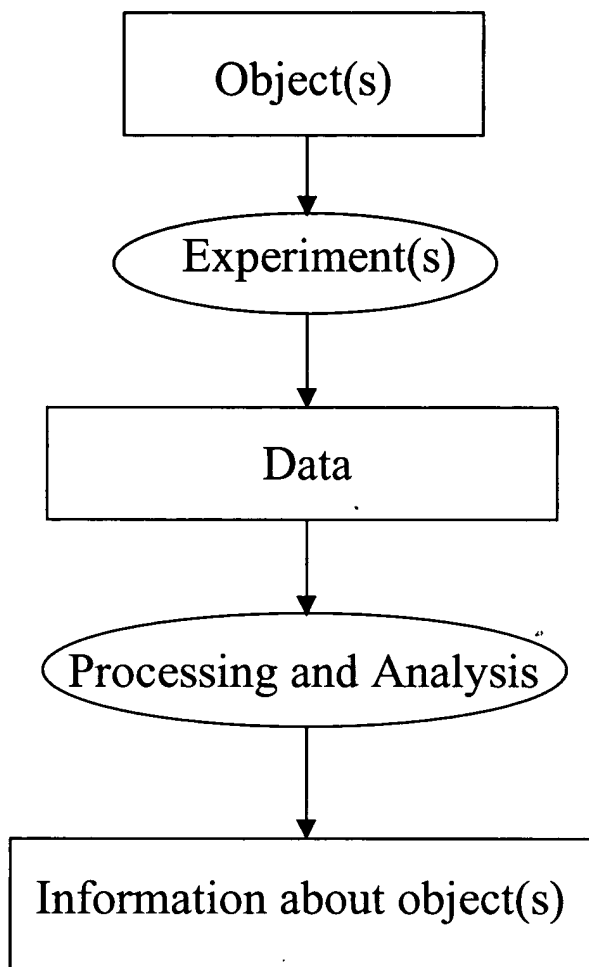 Object(s)
Experiment(s)
Data
Processing and Analysis
Information about object(s)